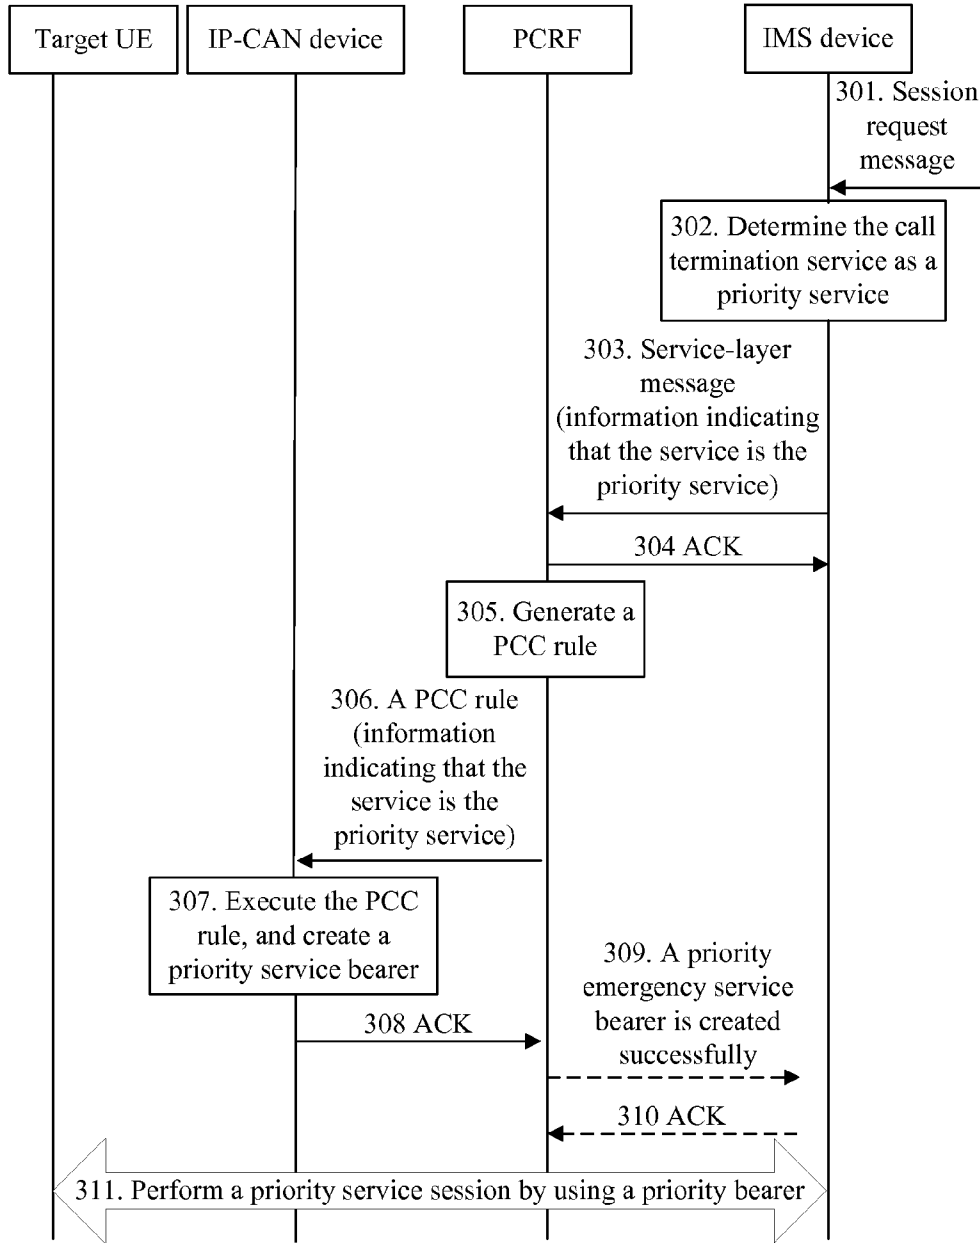 Target UE
IP-CAN device
PCRF
IMS device
301. Session
request
message
302. Determine the call
termination service as a
priority service
303. Service-layer
message
(information indicating
that the service is the
priority service)
304 ACK
305. Generate a
PCC rule
306. A PCC rule
(information
indicating that the
service is the
priority service)
307. Execute the PCC
rule, and create a
priority service bearer
308 ACK
309. A priority
emergency service
bearer is created
successfully
310 ACK
311. Perform a priority service session by using a priority bearer